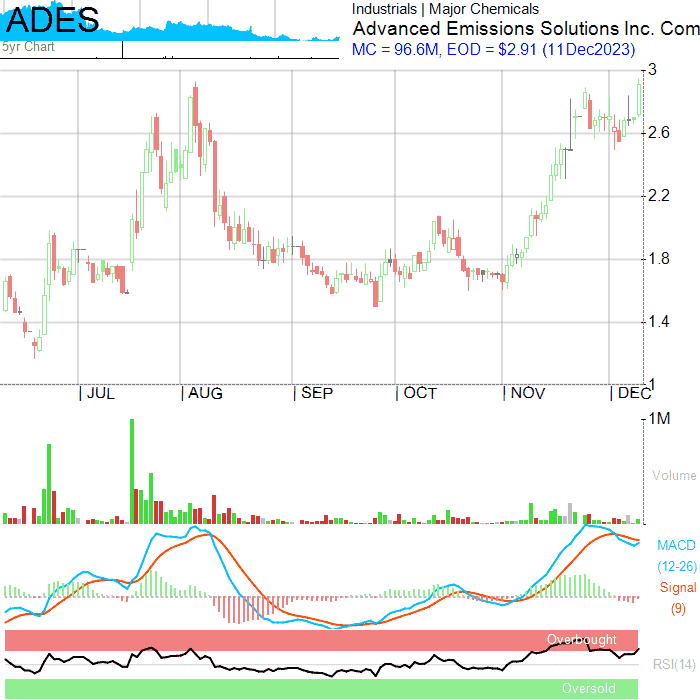 ADES
5yr Chart
Industrials | Major Chemicals
Advanced Emissions Solutions Inc. Com
MC = 96.6M, EOD = $2.91 (11Dec2023)
3
2.6
2.2
1.8
1.4
1
JUL AUG SEP OCT NOV DEC
1M
Volume
MACD
(12-26)
Signal
(9)
Overbought
RSI(14)
Oversold